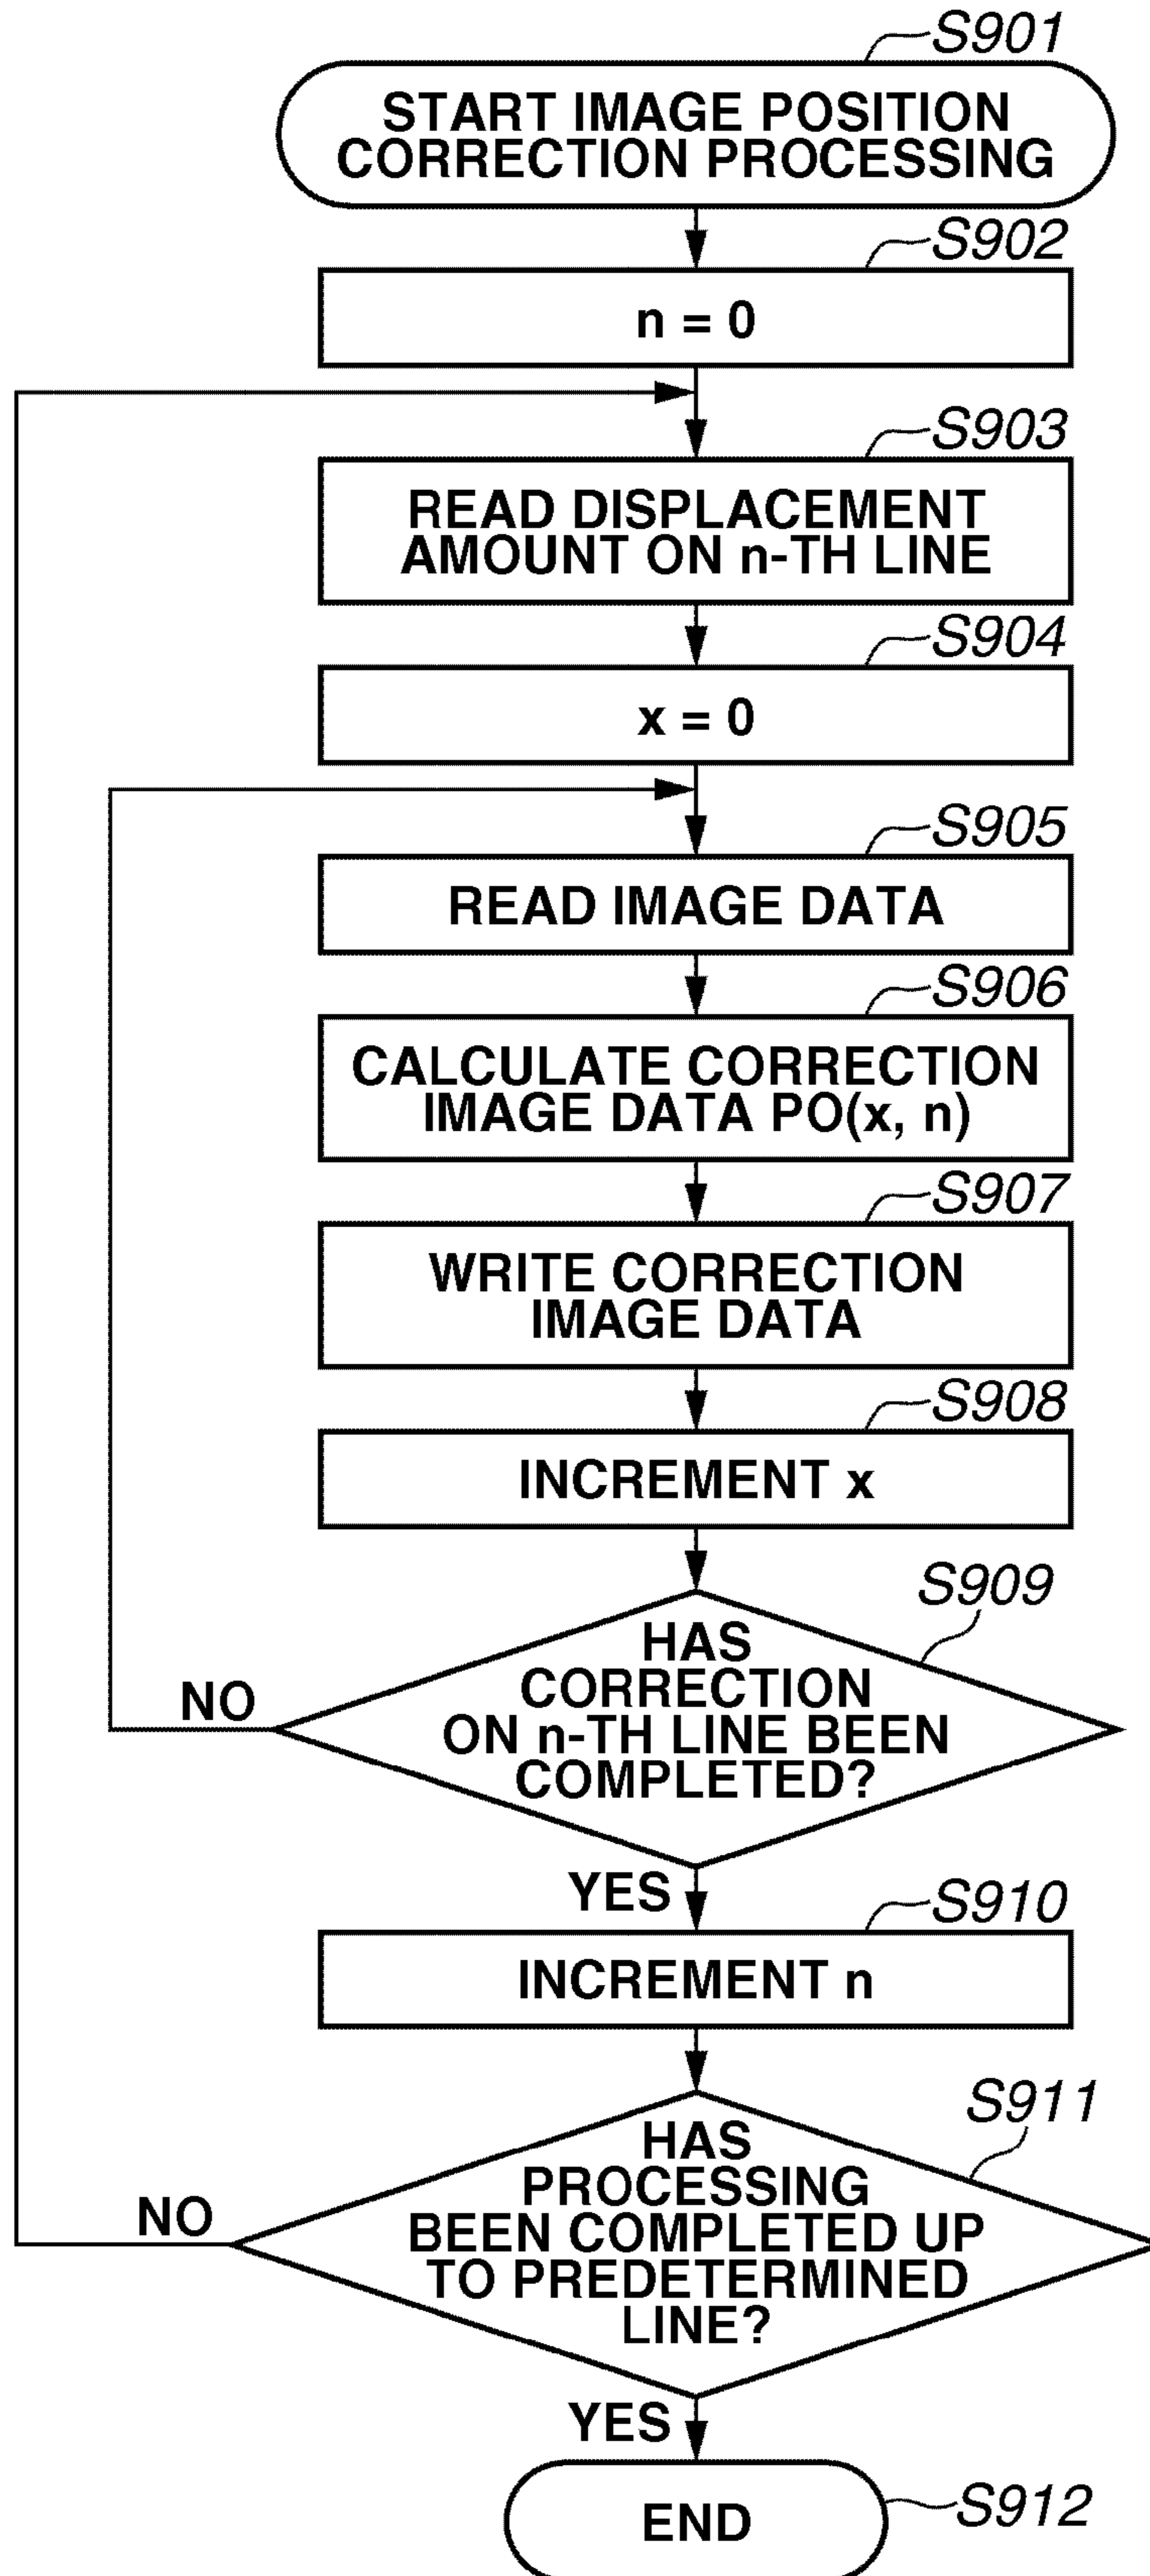 S901
START IMAGE POSITION
CORRECTION PROCESSING
S902
n = 0
S903
READ DISPLACEMENT
AMOUNT ON n-TH LINE
S904
x = 0
S905
READ IMAGE DATA
S906
CALCULATE CORRECTION
IMAGE DATA PO(x, n)
S907
WRITE CORRECTION
IMAGE DATA
S908
INCREMENT x
S909
HAS
CORRECTION
ON n-TH LINE BEEN
COMPLETED?
NO
YES
S910
INCREMENT n
S911
HAS
PROCESSING
BEEN COMPLETED UP
TO PREDETERMINED
LINE?
NO
YES
END
S912